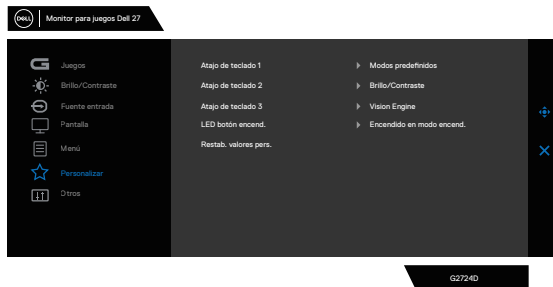 DELL Monitor para juegos Dell 27
Juegos
Brillo/Contraste
Fuente entrada
Pantalla
Menú
Personalizar
Otros
Atajo de teclado 1 Modos predefinidos
Atajo de teclado 2 Brillo/Contraste
Atajo de teclado 3 Vision Engine
LED botón encend. Encendido en modo encend.
Restab. valores pers.
G2724D